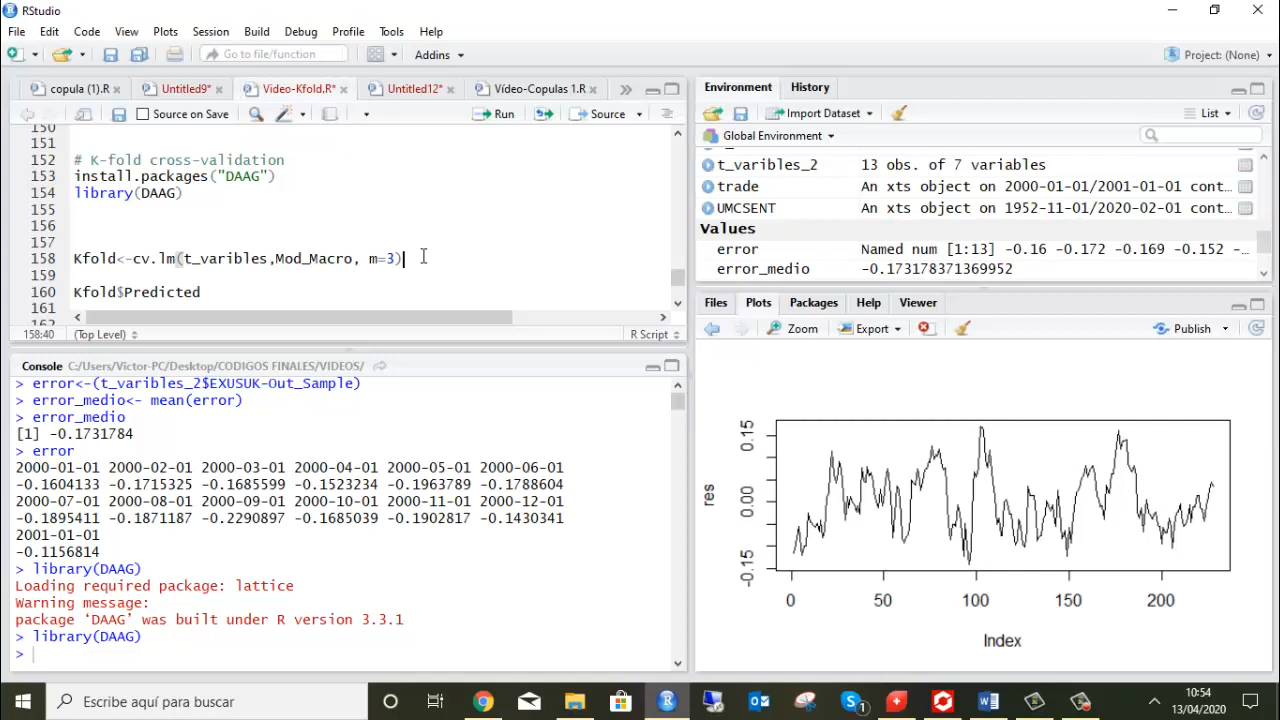 RStudio
File Edit Code View Plots Session Build Debug Profile Tools Help
Go to file/function Addins Project: (None)
copula (1).R Untitled9* Video-Kfold.R* Untitled12* Vídeo-Copulas 1.R
Source on Save Run Source
150
151
152 # K-fold cross-validation
153 install.packages("DAAG")
154 library(DAAG)
155
156
157
158 Kfold<-cv.lm(t_varibles,Mod_Macro, m=3)
159
160 Kfold$Predicted
161
162
158:40 (Top Level) R Script
Console C:/Users/Victor-PC/Desktop/CODIGOS FINALES/VIDEOS/
> error<-(t_varibles_2$EXUSUK-Out_Sample)
> error_medio<- mean(error)
> error_medio
[1] -0.1731784
> error
2000-01-01 2000-02-01 2000-03-01 2000-04-01 2000-05-01 2000-06-01
-0.1604133 -0.1715325 -0.1685599 -0.1523234 -0.1963789 -0.1788604
2000-07-01 2000-08-01 2000-09-01 2000-10-01 2000-11-01 2000-12-01
-0.1895411 -0.1871187 -0.2290897 -0.1685039 -0.1902817 -0.1430341
2001-01-01
-0.1156814
> library(DAAG)
Loading required package: lattice
Warning message:
package ‘DAAG’ was built under R version 3.3.1
> library(DAAG)
>
Environment History
Import Dataset List
Global Environment
t_varibles_2 13 obs. of 7 variables
trade An xts object on 2000-01-01/2001-01-01 cont…
UMCSENT An xts object on 1952-11-01/2020-02-01 cont…
Values
error Named num [1:13] -0.16 -0.172 -0.169 -0.152 …
error_medio -0.173178371369952
Files Plots Packages Help Viewer
Zoom Export Publish
res
0.15
0.00
-0.15
0 50 100 150 200
Index
Escribe aquí para buscar
1
10:54
13/04/2020